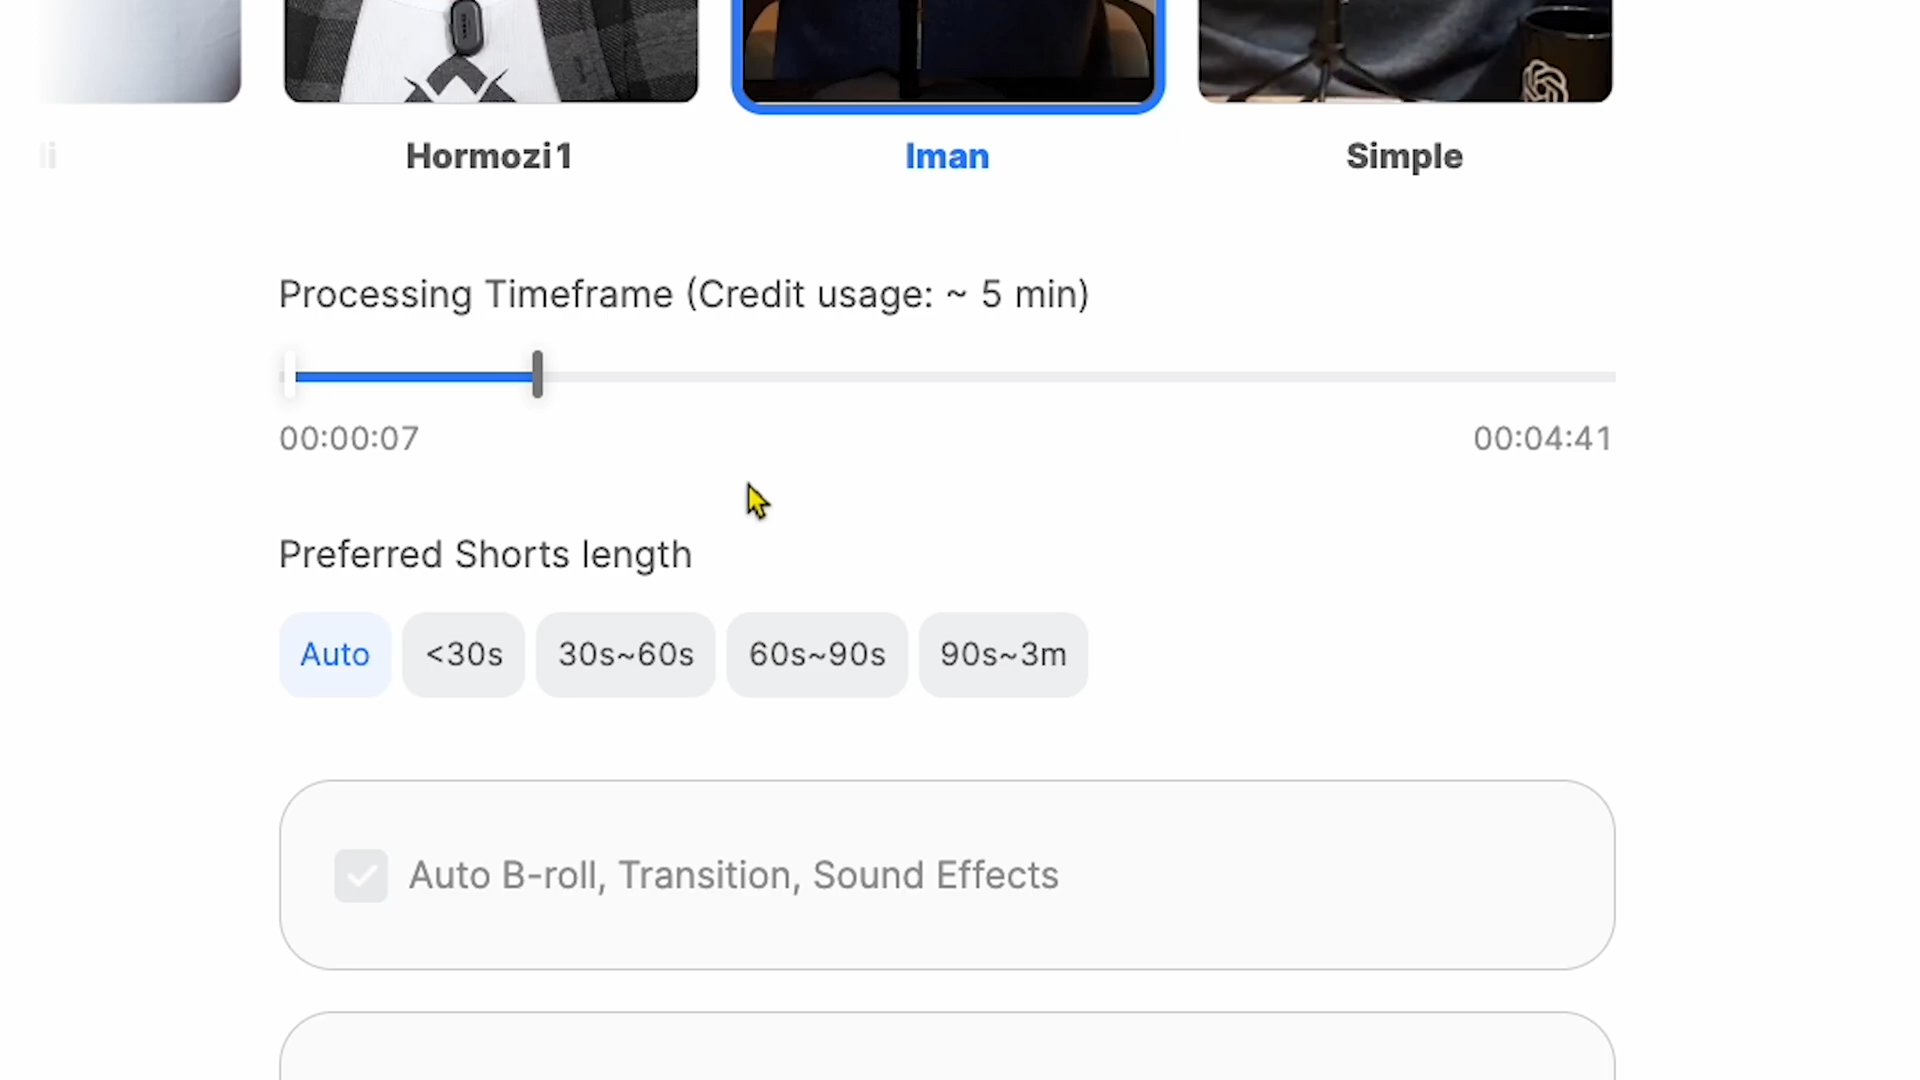 Hormozi1
Iman
Simple
Processing Timeframe (Credit usage: ~ 5 min)
00:00:07
00:04:41
Preferred Shorts length
Auto
<30s
30s~60s
60s~90s
90s~3m
Auto B-roll, Transition, Sound Effects